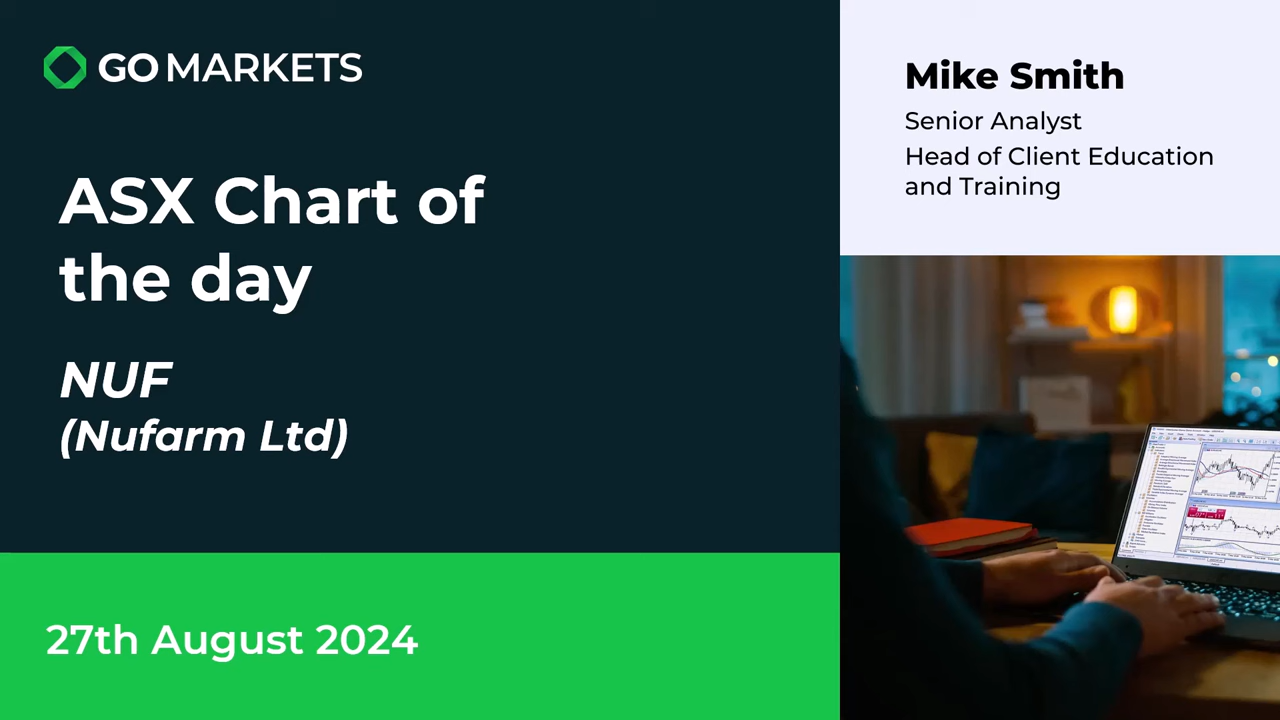 GO MARKETS
ASX Chart of
the day
NUF
(Nufarm Ltd)
27th August 2024
Mike Smith
Senior Analyst
Head of Client Education
and Training